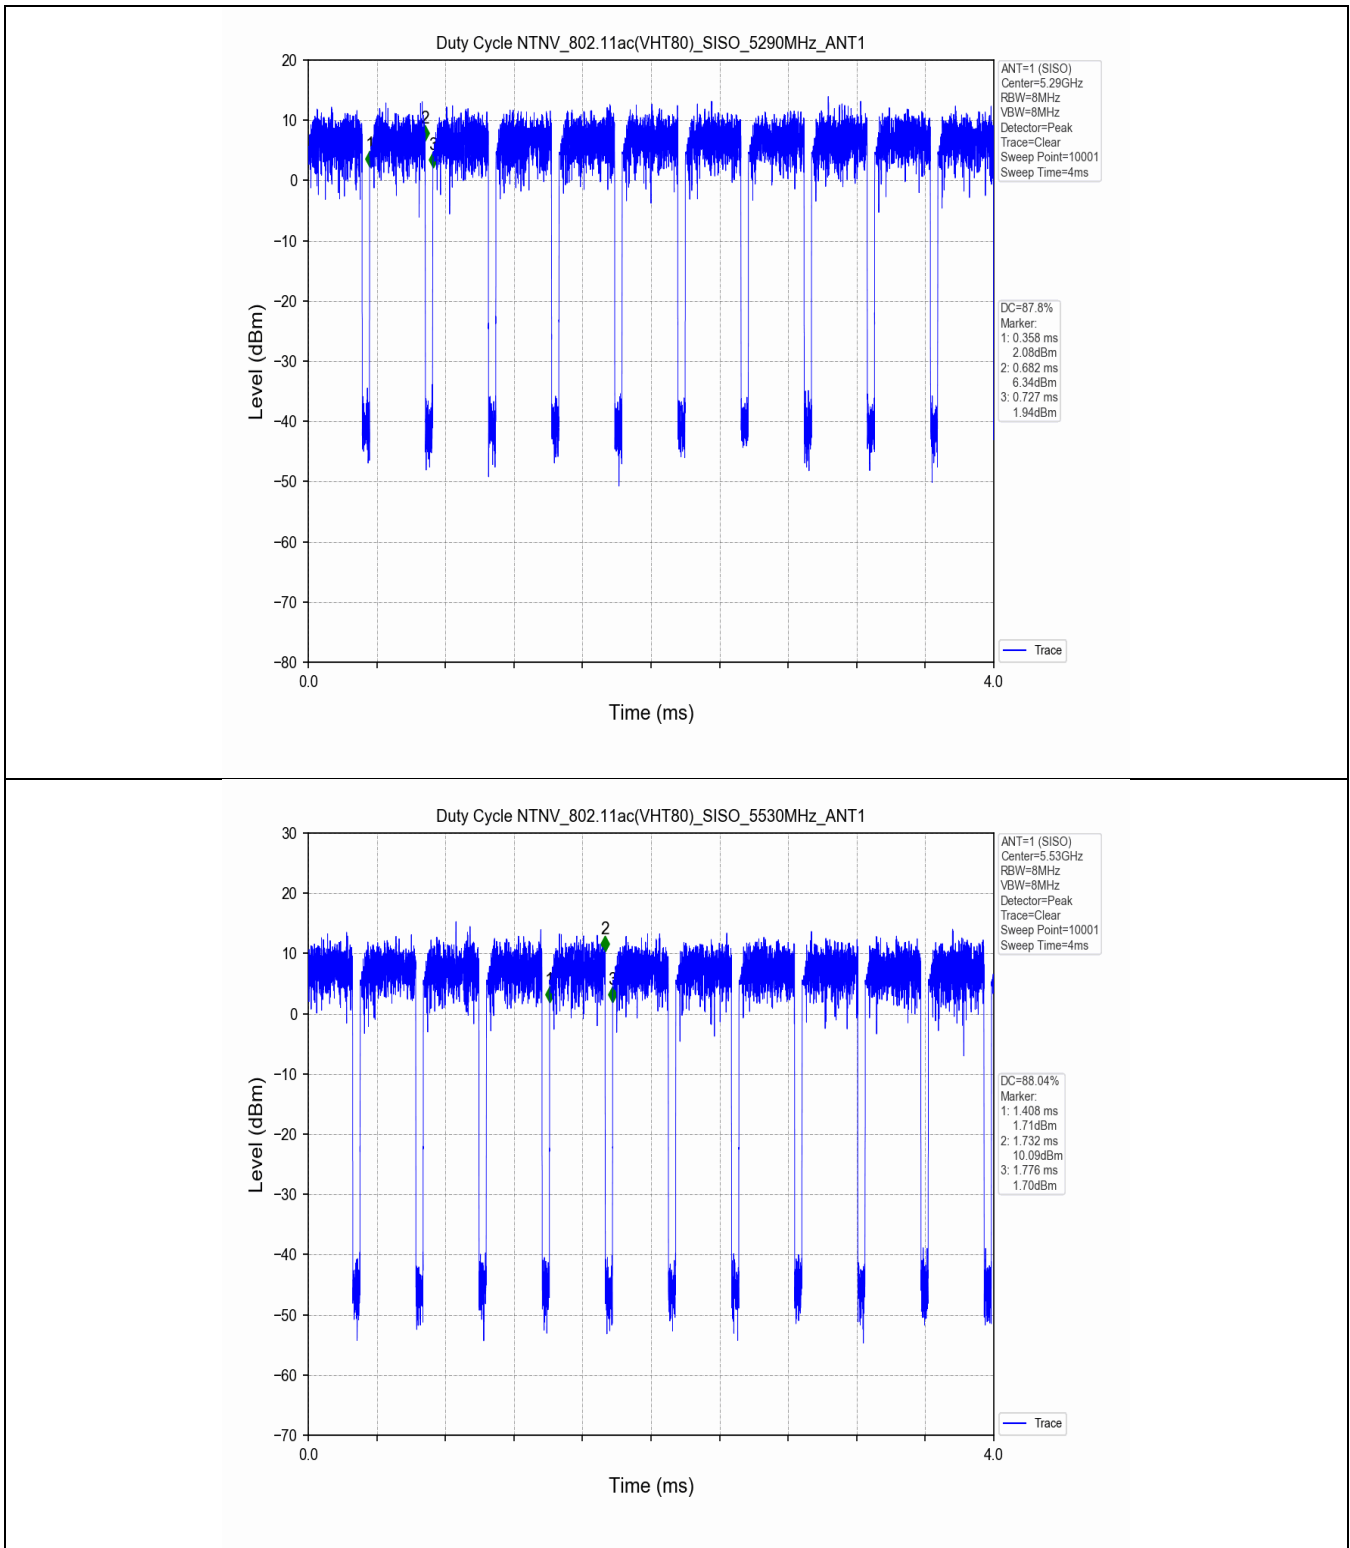 Duty Cycle NTNV_802.11ac(VHT80)_SISO_5290MHz_ANT1
20
10
0
−10
−20
−30
−40
−50
−60
−70
−80
Level (dBm)
0.0
4.0
Time (ms)
1
2
3
ANT=1 (SISO)
Center=5.29GHz
RBW=8MHz
VBW=8MHz
Detector=Peak
Trace=Clear
Sweep Point=10001
Sweep Time=4ms
DC=87.8%
Marker:
1: 0.358 ms
2.08dBm
2: 0.682 ms
6.34dBm
3: 0.727 ms
1.94dBm
Trace
Duty Cycle NTNV_802.11ac(VHT80)_SISO_5530MHz_ANT1
30
20
10
0
−10
−20
−30
−40
−50
−60
−70
Level (dBm)
0.0
4.0
Time (ms)
1
2
3
ANT=1 (SISO)
Center=5.53GHz
RBW=8MHz
VBW=8MHz
Detector=Peak
Trace=Clear
Sweep Point=10001
Sweep Time=4ms
DC=88.04%
Marker:
1: 1.408 ms
1.71dBm
2: 1.732 ms
10.09dBm
3: 1.776 ms
1.70dBm
Trace